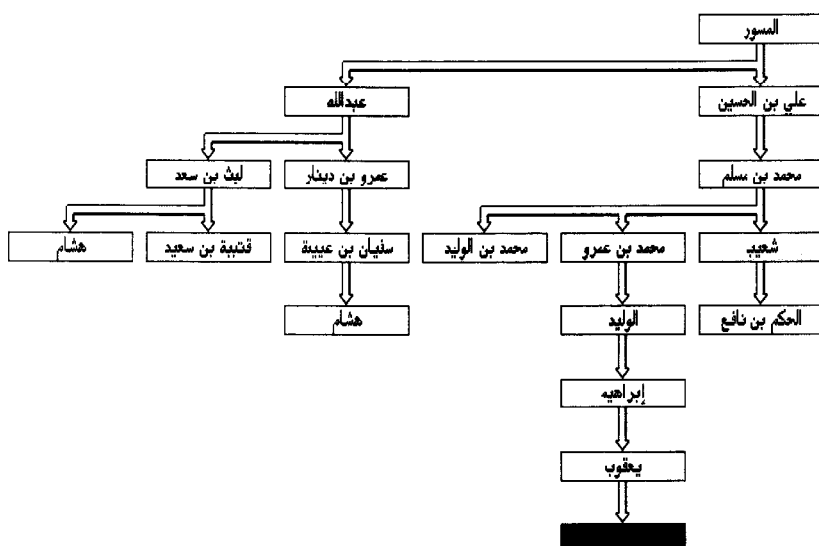 المسور
علي بن الحسين
عبدالله
محمد بن مسلم
عمرو بن دينار
ليث بن سعد
شعيب
محمد بن عمرو
محمد بن الوليد
سفيان بن عيينة
قتيبة بن سعيد
هشام
الحكم بن نافع
الوليد
هشام
إبراهيم
يعقوب